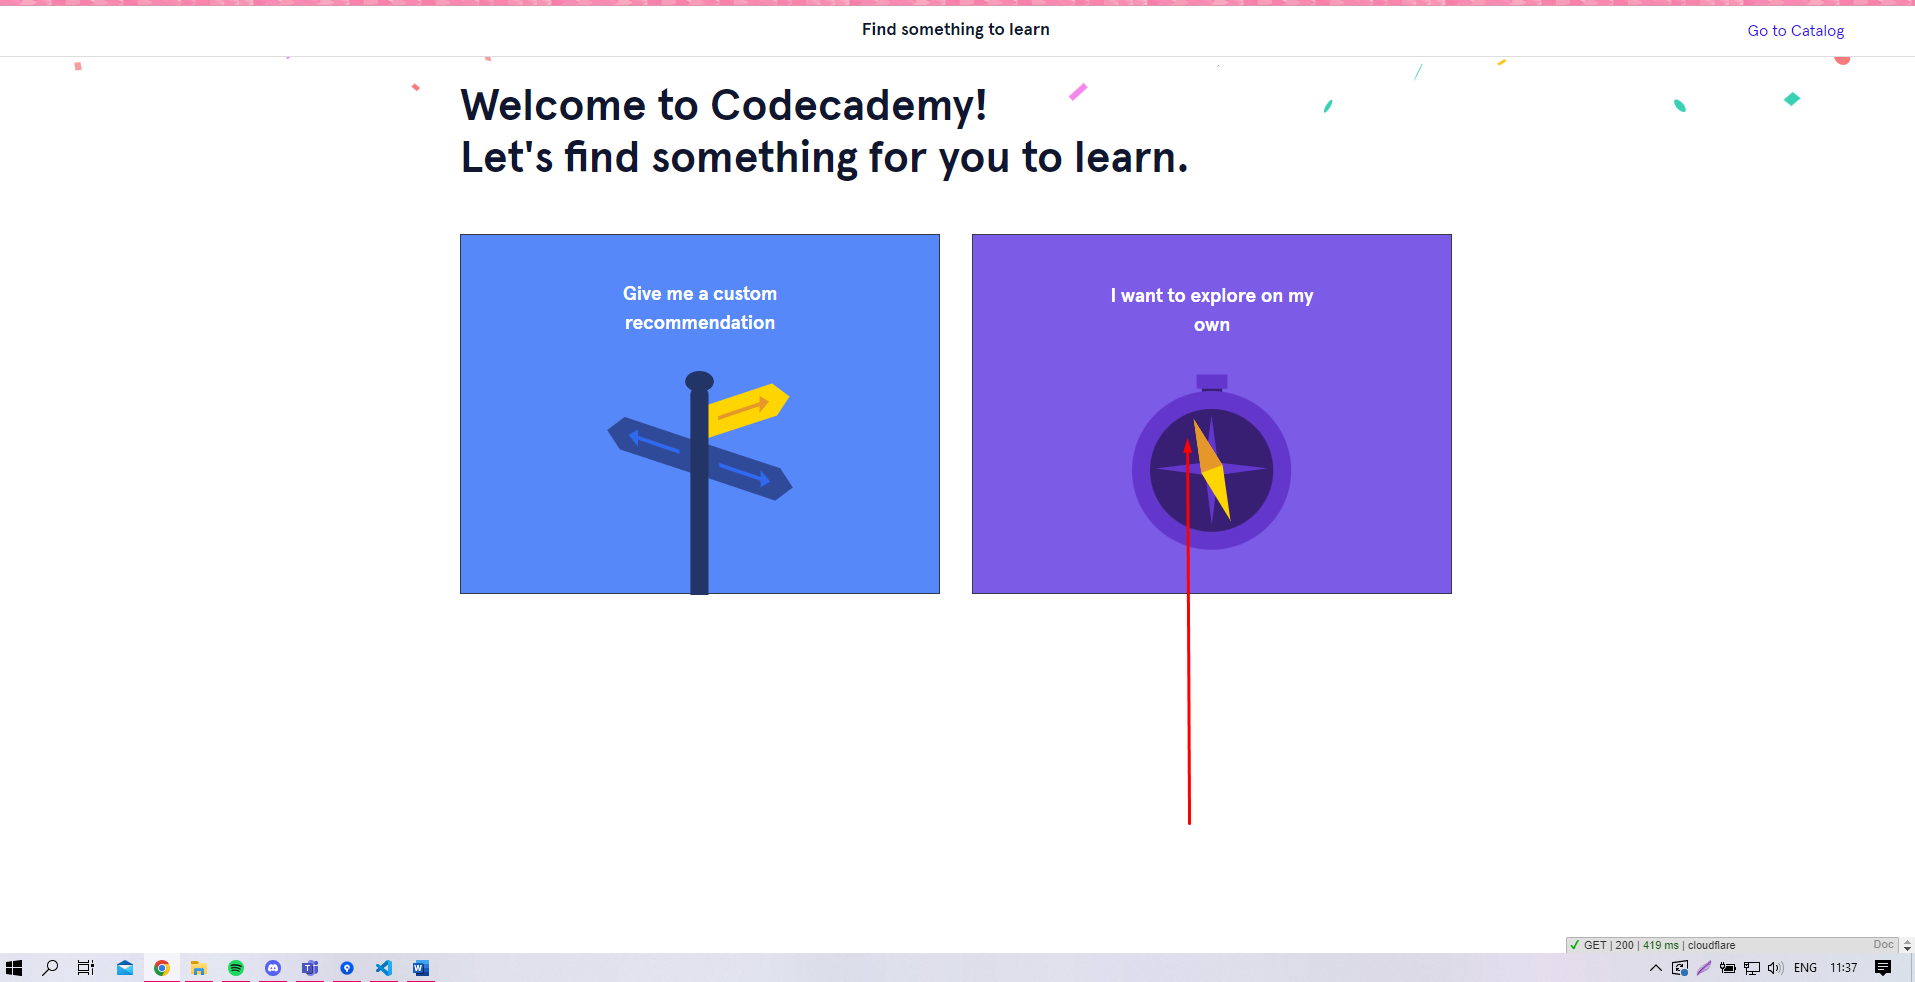 Find something to learn
Go to Catalog
Welcome to Codecademy!
Let's find something for you to learn.
Give me a custom
recommendation
I want to explore on my
own
GET | 200 | 419 ms | cloudflare
Doc
ENG
11:37